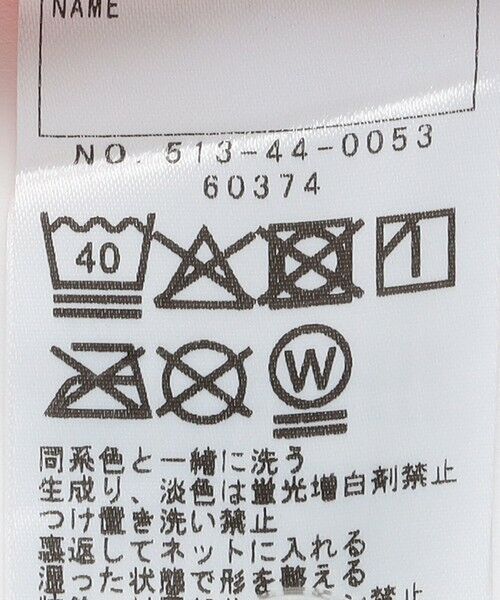 NAME
NO. 513-44-0053
60374
40
W
同系色と一緒に洗う
生成り、淡色は蛍光増白剤禁止
つけ置き洗い禁止
裏返してネットに入れる
湿った状態で形を整える